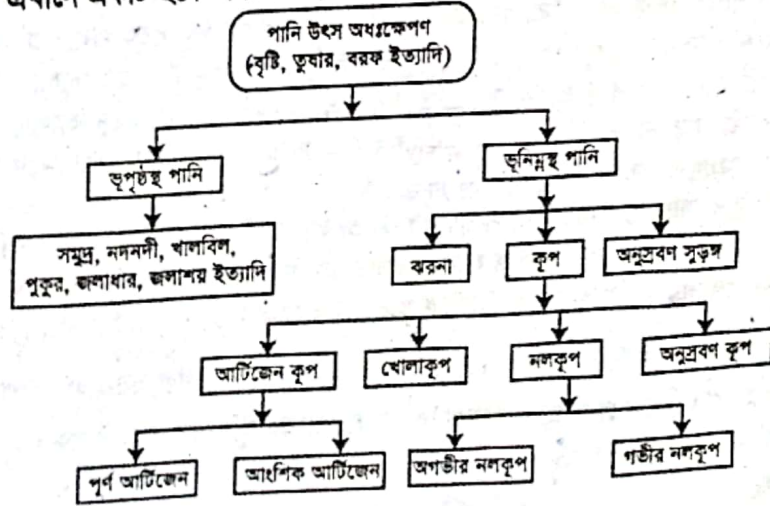 পানি উৎস অধঃক্ষেপণ
(বৃষ্টি, তুষার, বরফ ইত্যাদি)
ভূপৃষ্ঠস্থ পানি
ভূনিম্নস্থ পানি
সমুদ্র, নদনদী, খালবিল,
পুকুর, জলাধার, জলাশয় ইত্যাদি
ঝরনা
কূপ
অনুস্রবণ সুড়ঙ্গ
আর্টিজেন কূপ
খোলাকূপ
নলকূপ
অনুস্রবণ কূপ
পূর্ণ আর্টিজেন
আংশিক আর্টিজেন
অগভীর নলকূপ
গভীর নলকূপ